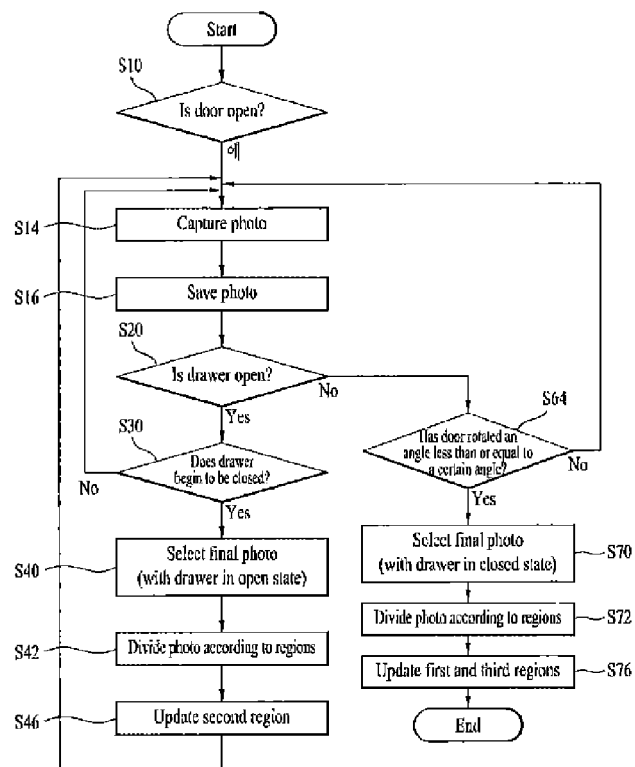 Start
S10
Is door open?
예
S14
Capture photo
S16
Save photo
S20
Is drawer open?
No
Yes
S30
Does drawer
begin to be closed?
No
Yes
S64
Has door rotated an
angle less than or equal to
a certain angle?
No
Yes
S40
Select final photo
(with drawer in open state)
S42
Divide photo according to regions
S46
Update second region
Select final photo
(with drawer in closed state)
S70
Divide photo according to regions
S72
Update first and third regions
S76
End